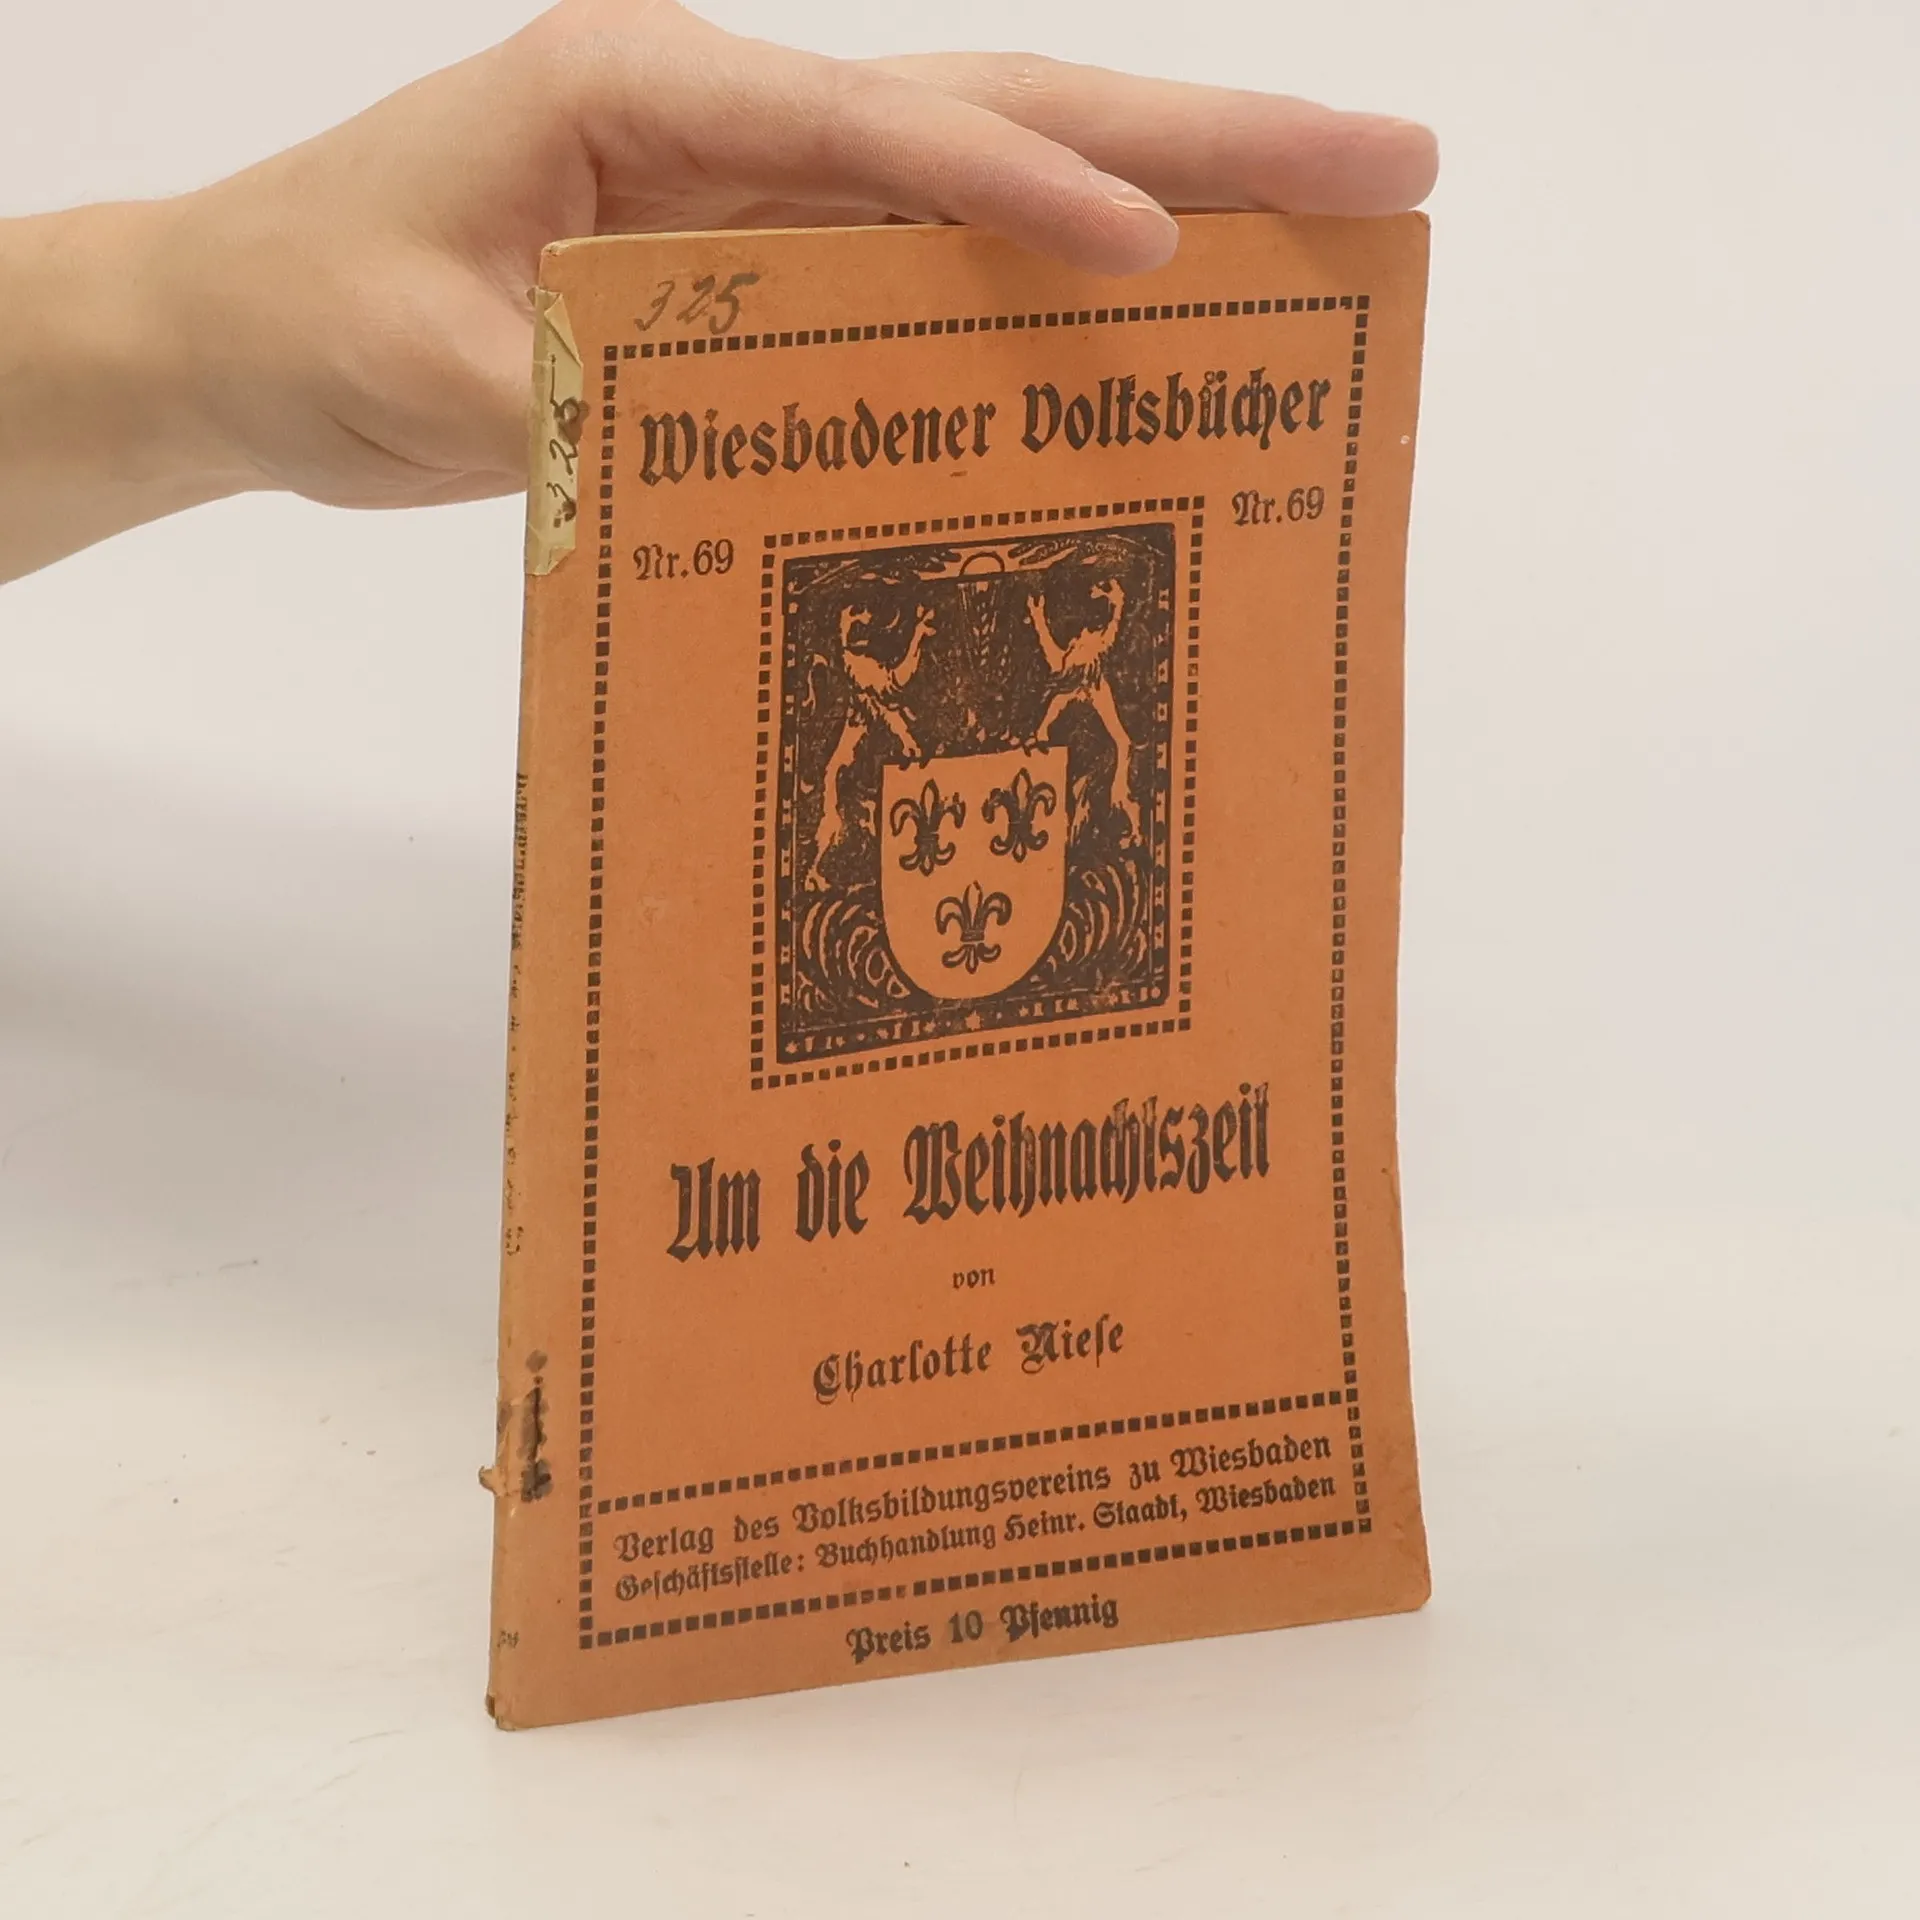 325
325
Wiesbadener Volksbücher
Nr. 69
Nr. 69
Um die Weihnachtszeit
von
Charlotte Niese
Verlag des Volksbildungsvereins zu Wiesbaden
Geschäftsstelle: Buchhandlung Heinr. Staadt, Wiesbaden
Preis 10 Pfennig